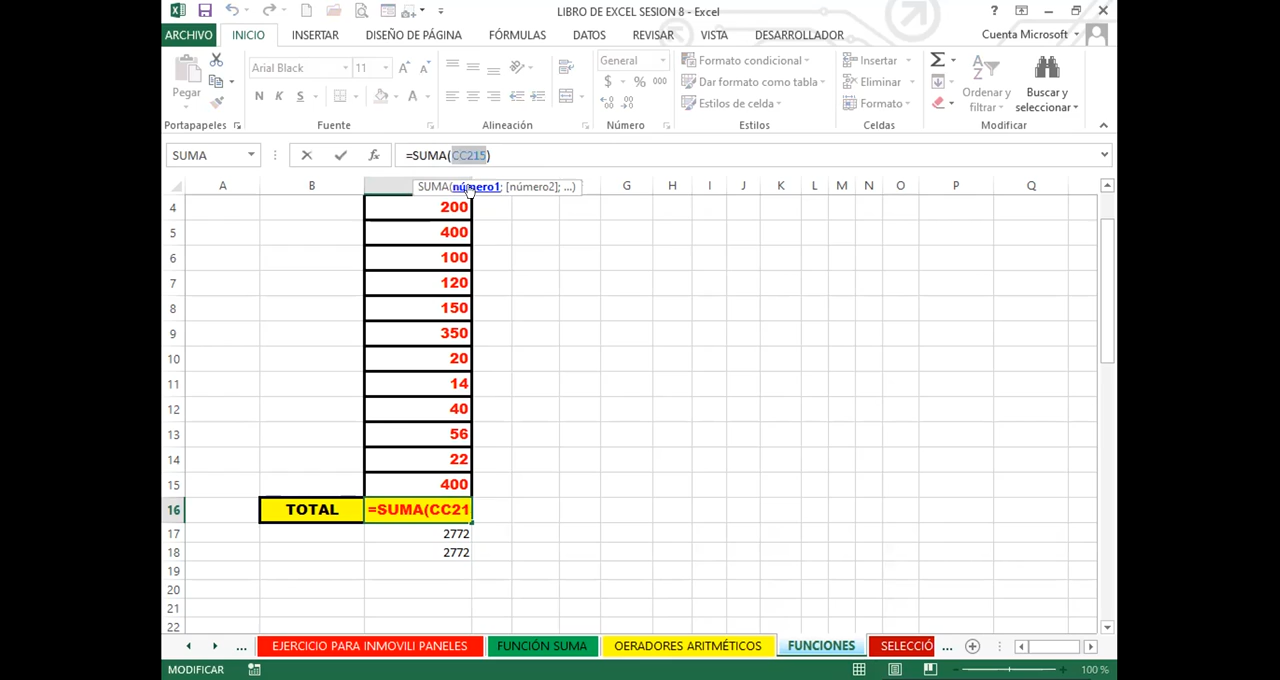 LIBRO DE EXCEL SESION 8 - Excel
ARCHIVO INICIO INSERTAR DISEÑO DE PÁGINA FÓRMULAS DATOS REVISAR VISTA DESARROLLADOR Cuenta Microsoft
Pegar
Portapapeles
Arial Black 11
N K S
Fuente
Alineación
General
$ % 000
Número
Formato condicional
Dar formato como tabla
Estilos de celda
Estilos
Insertar
Eliminar
Formato
Celdas
Ordenar y filtrar
Buscar y seleccionar
Modificar
SUMA =SUMA(CC215)
SUMA(número1; [número2]; ...)
A B G H I J K L M N O P Q
4 200
5 400
6 100
7 120
8 150
9 350
10 20
11 14
12 40
13 56
14 22
15 400
16 TOTAL =SUMA(CC21
17 2772
18 2772
19
20
21
22
... EJERCICIO PARA INMOVILI PANELES FUNCIÓN SUMA OERADORES ARITMÉTICOS FUNCIONES SELECCIÓ ...
MODIFICAR 100 %